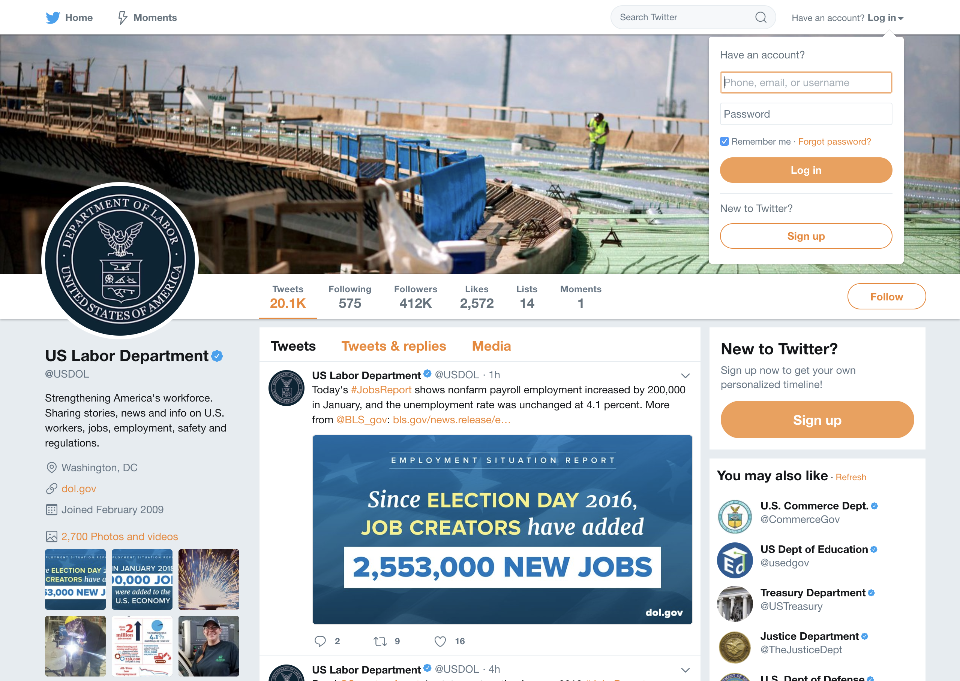 Home
Moments
Search Twitter
Have an account? Log in
Have an account?
Phone, email, or username
Password
Remember me · Forgot password?
Log in
New to Twitter?
Sign up
DEPARTMENT OF LABOR
UNITED STATES OF AMERICA
Tweets
20.1K
Following
575
Followers
412K
Likes
2,572
Lists
14
Moments
1
Follow
US Labor Department
@USDOL
Strengthening America's workforce.
Sharing stories, news and info on U.S.
workers, jobs, employment, safety and
regulations.
Washington, DC
dol.gov
Joined February 2009
2,700 Photos and videos
ELECTION DAY
CREATORS have a
53,000 NEW J
IN JANUARY 2018
00,000 JO
were added to the
U.S. ECONOMY
2
million
4.1%
Tweets
Tweets & replies
Media
US Labor Department @USDOL · 1h
Today's #JobsReport shows nonfarm payroll employment increased by 200,000
in January, and the unemployment rate was unchanged at 4.1 percent. More
from @BLS_gov: bls.gov/news.release/e…
EMPLOYMENT SITUATION REPORT
Since ELECTION DAY 2016,
JOB CREATORS have added
2,553,000 NEW JOBS
dol.gov
2
9
16
US Labor Department @USDOL · 4h
New to Twitter?
Sign up now to get your own
personalized timeline!
Sign up
You may also like · Refresh
U.S. Commerce Dept.
@CommerceGov
Ed
US Dept of Education
@usedgov
Treasury Department
@USTreasury
Justice Department
@TheJusticeDept
U.S. Dept of Defense